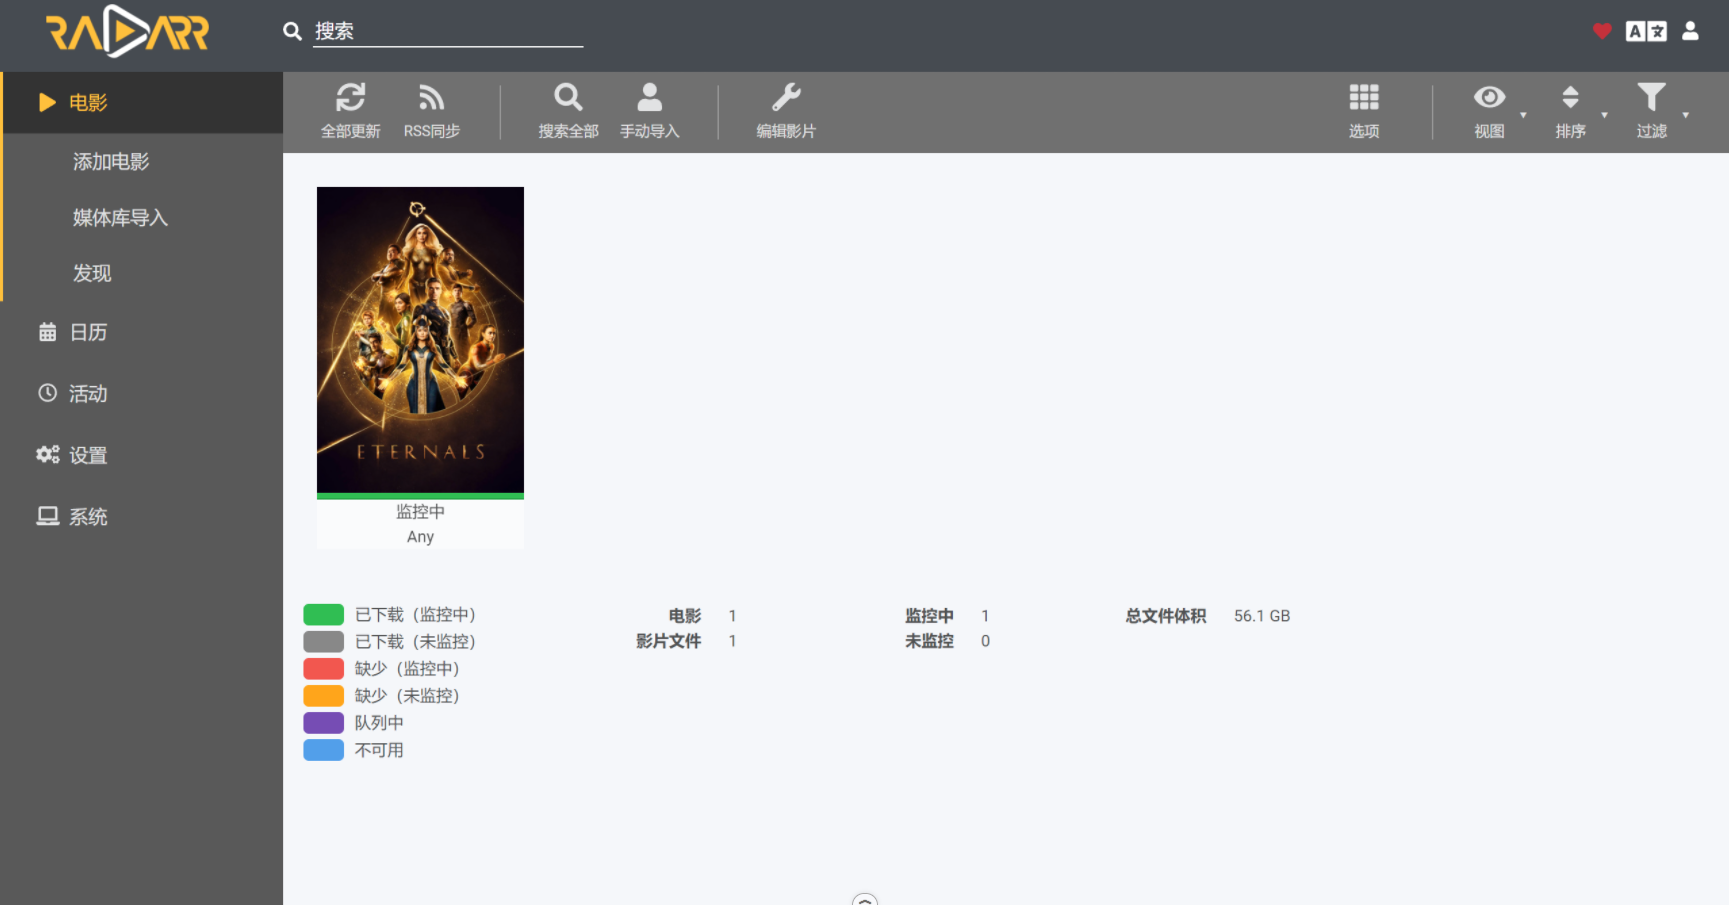 RADARR
搜索
电影
添加电影
媒体库导入
发现
日历
活动
设置
系统
全部更新
RSS同步
搜索全部
手动导入
编辑影片
选项
视图
排序
过滤
A文
ETERNALS
监控中
Any
已下载（监控中）
已下载（未监控）
缺少（监控中）
缺少（未监控）
队列中
不可用
电影 1
影片文件 1
监控中 1
未监控 0
总文件体积 56.1 GB